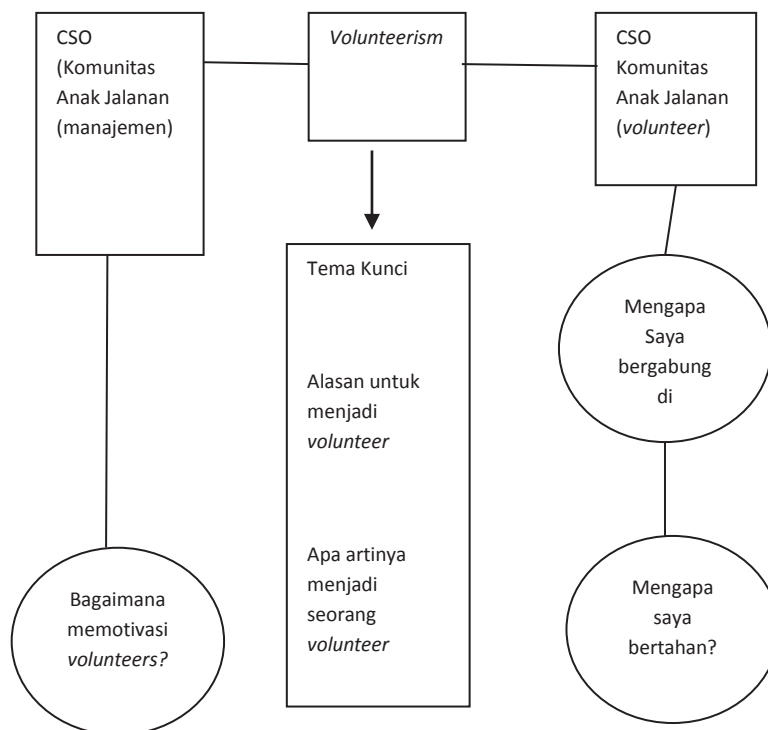 CSO
(Komunitas
Anak Jalanan
(manajemen)
Volunteerism
CSO
Komunitas
Anak Jalanan
(volunteer)
Tema Kunci
Alasan untuk
menjadi
volunteer
Apa artinya
menjadi
seorang
volunteer
Mengapa
Saya
bergabung
di
Bagaimana
memotivasi
volunteers?
Mengapa
saya
bertahan?